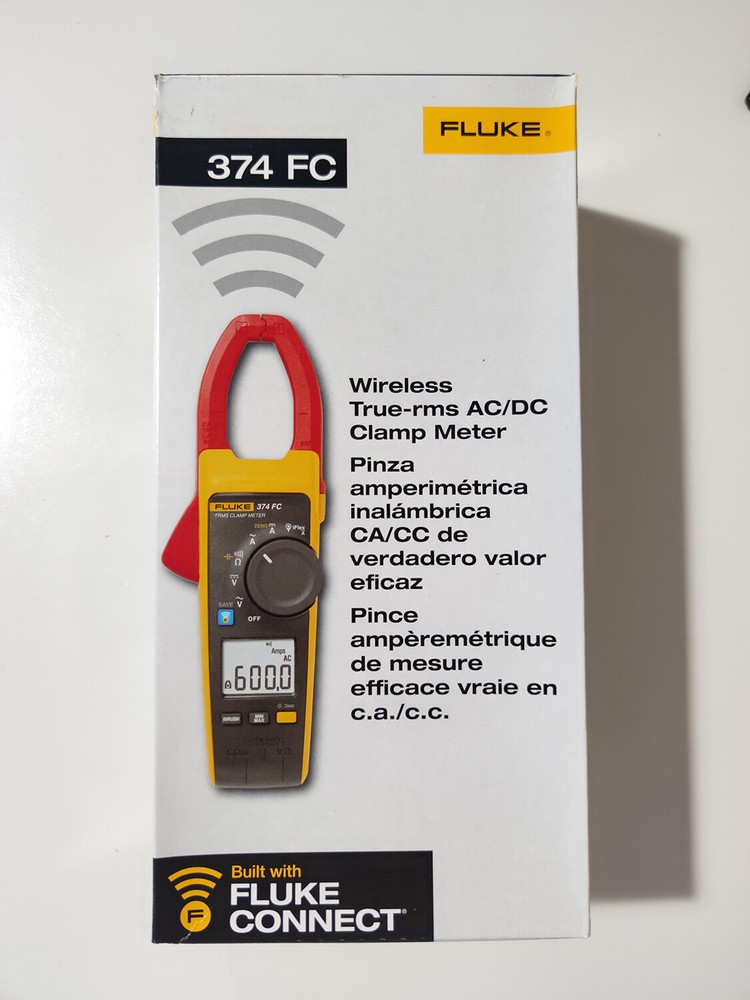 FLUKE®
374 FC
Wireless
True-rms AC/DC
Clamp Meter
Pinza
amperimétrica
inalámbrica
CA/CC de
verdadero valor
eficaz
Pince
ampèremétrique
de mesure
efficace vraie en
c.a./c.c.
FLUKE 374 FC
TRMS CLAMP METER
ZERO
A
iFlex
A
Ω
V
SAVE
V
OFF
Amps
AC
600.0
INRUSH
MIN
MAX
VΩ
Built with
FLUKE
CONNECT®
F